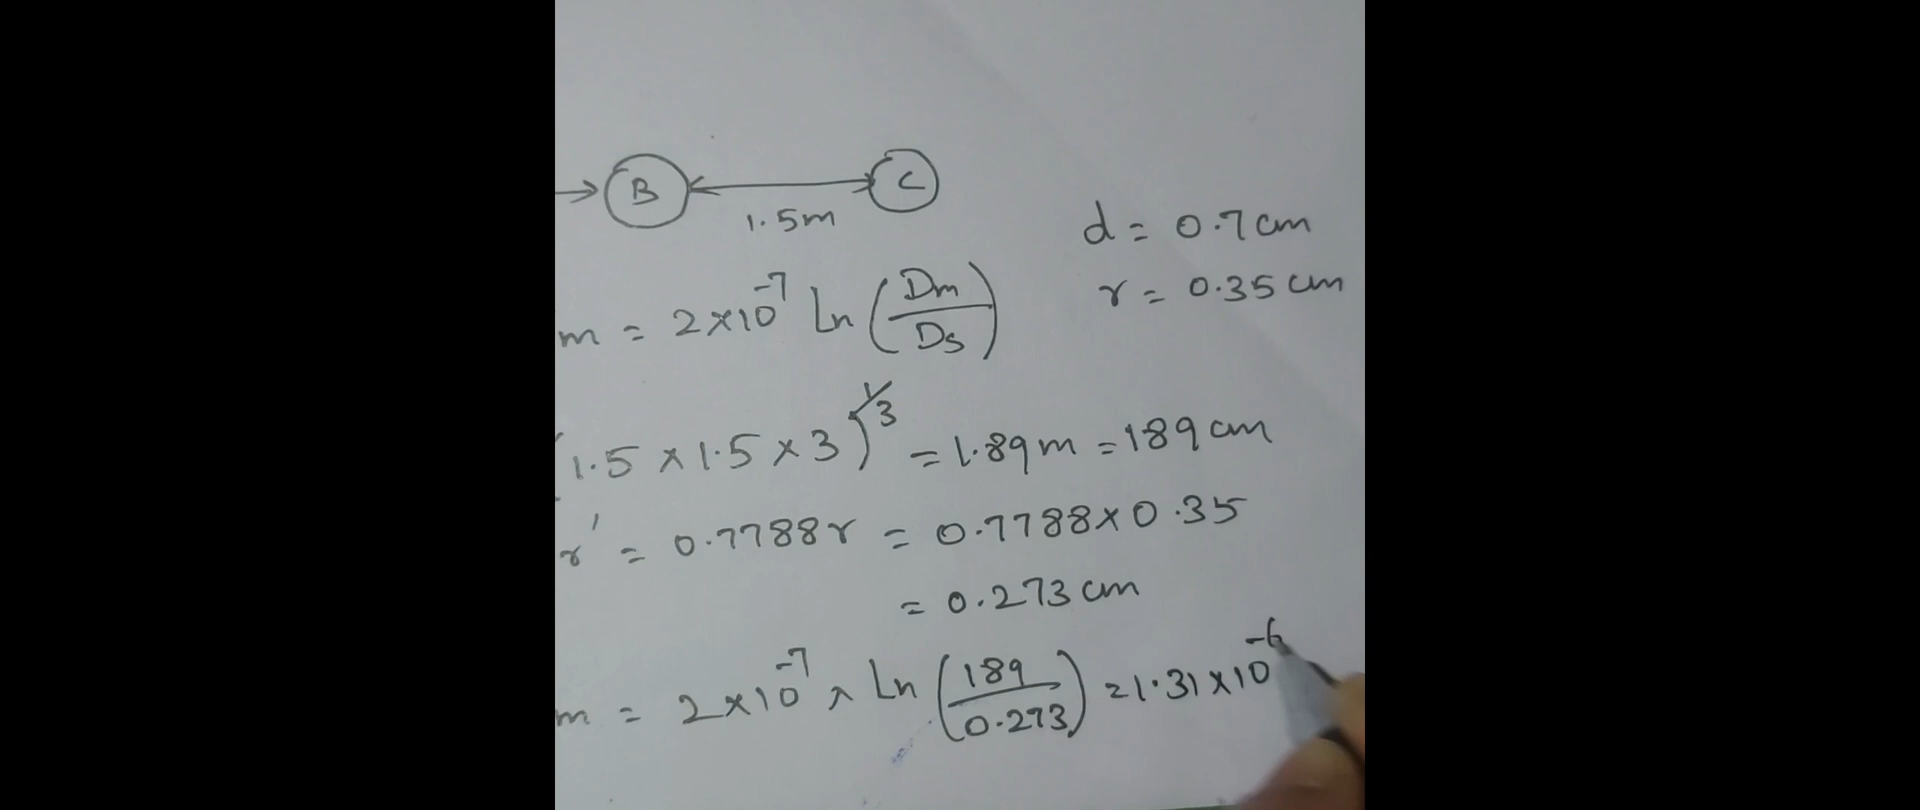 B C
1.5m
d = 0.7 cm
m = 2×10^-7 Ln (Dm/Ds)
r = 0.35 cm
(1.5 × 1.5 × 3)^1/3 = 1.89m = 189 cm
r' = 0.7788r = 0.7788×0.35
= 0.273 cm
m = 2×10^-7 × Ln (189/0.273) = 1.31×10^-6